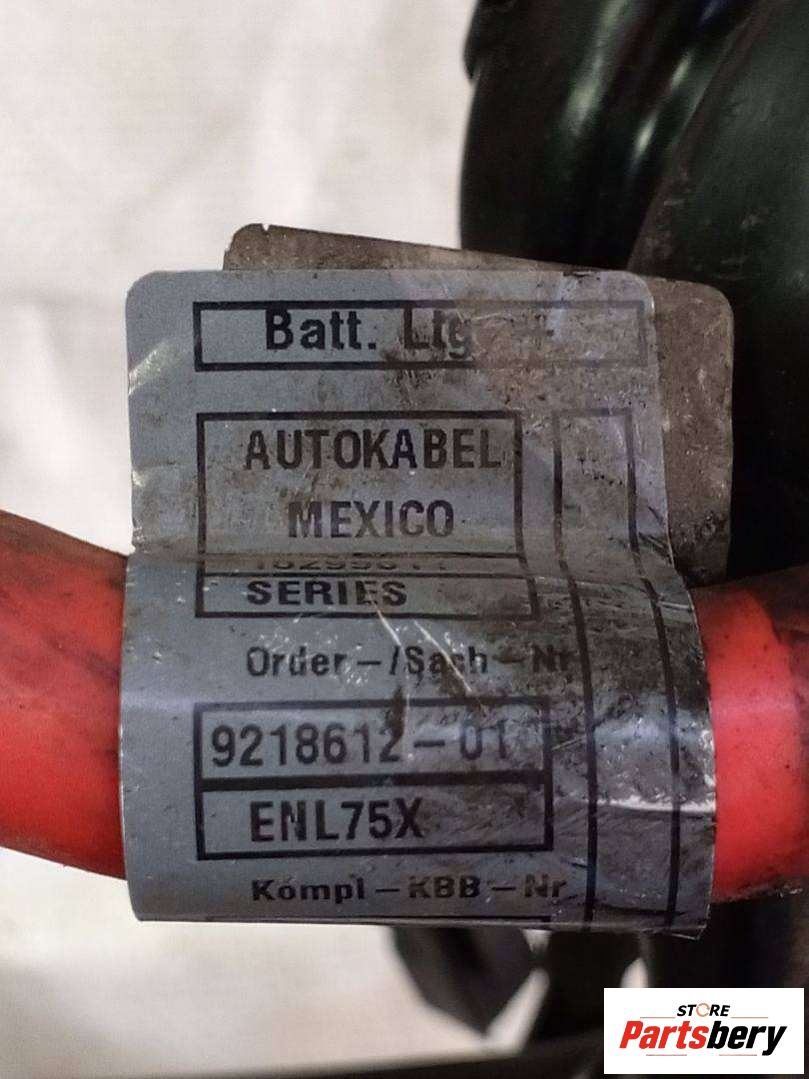 Batt. Ltg. +
AUTOKABEL
MEXICO
SERIES
Order-/Sach-Nr
9218612-01
ENL75X
Kompl-KBB-Nr
STORE
Partsbery